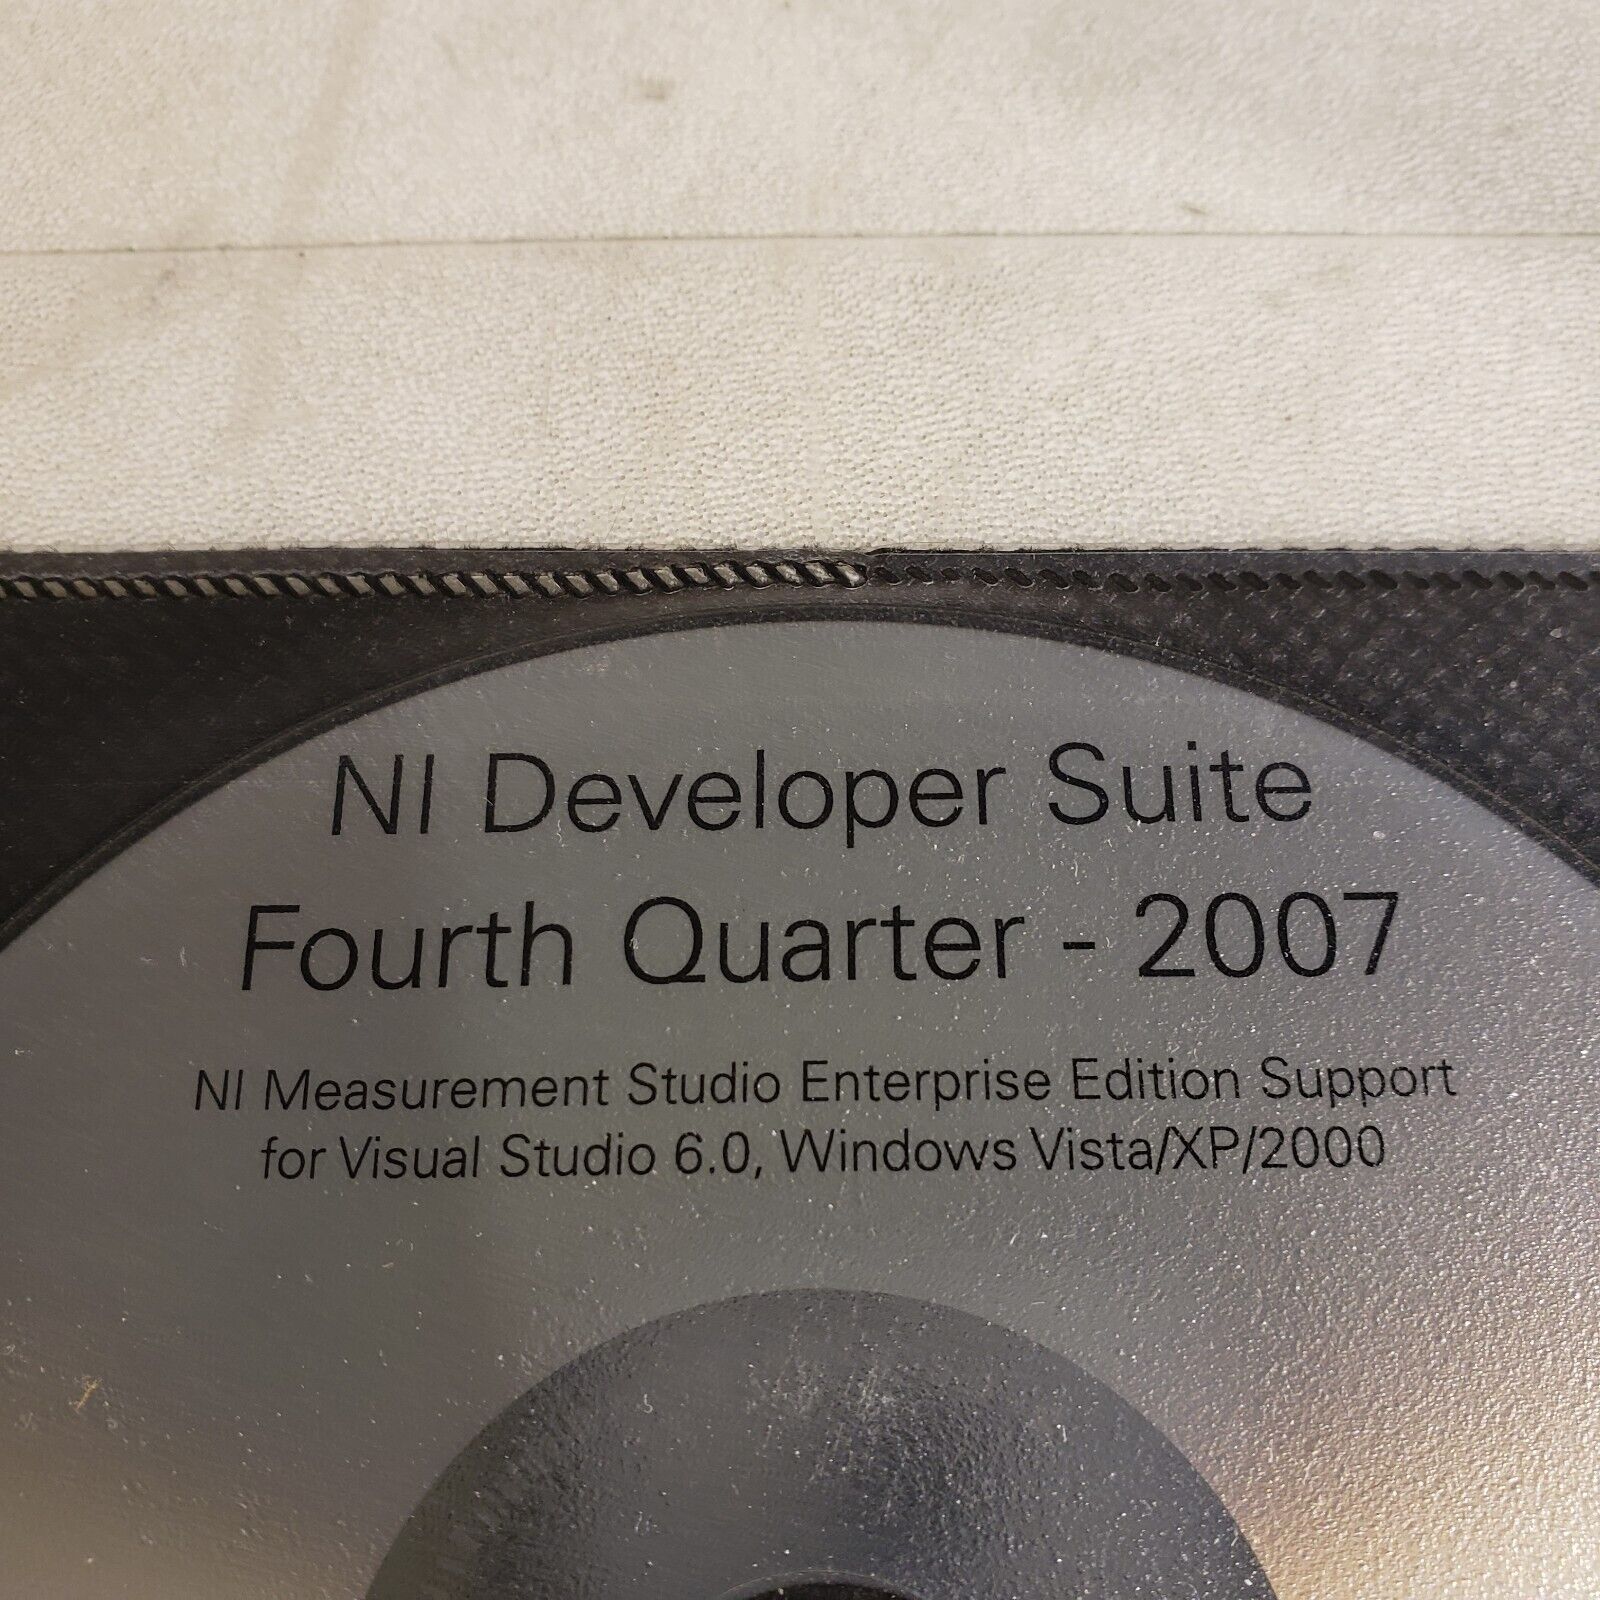 NI Developer Suite
Fourth Quarter - 2007
NI Measurement Studio Enterprise Edition Support
for Visual Studio 6.0, Windows Vista/XP/2000